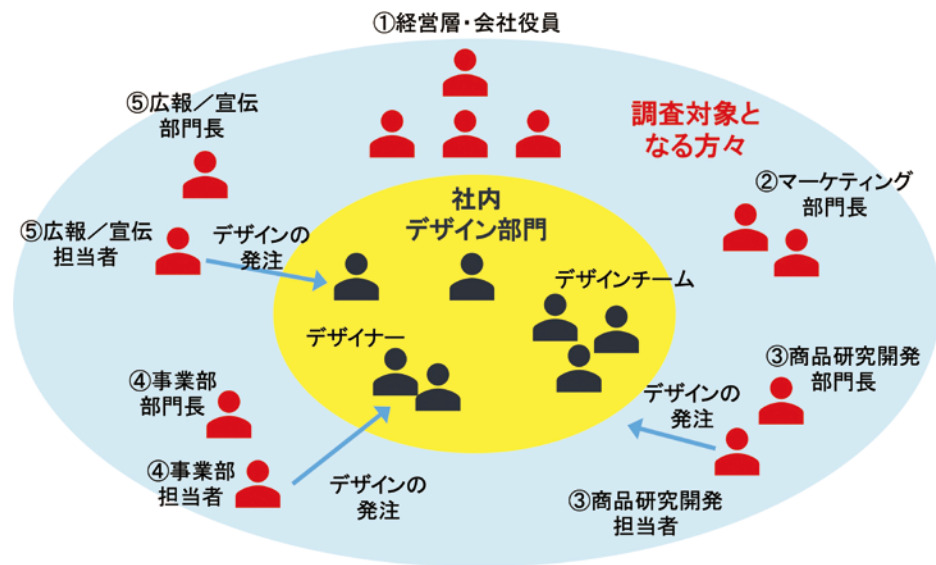 ①経営層・会社役員
⑤広報／宣伝
部門長
調査対象と
なる方々
②マーケティング
部門長
社内
デザイン部門
⑤広報／宣伝
担当者
デザインの
発注
デザインチーム
デザイナー
③商品研究開発
部門長
④事業部
部門長
デザインの
発注
④事業部
担当者
デザインの
発注
③商品研究開発
担当者